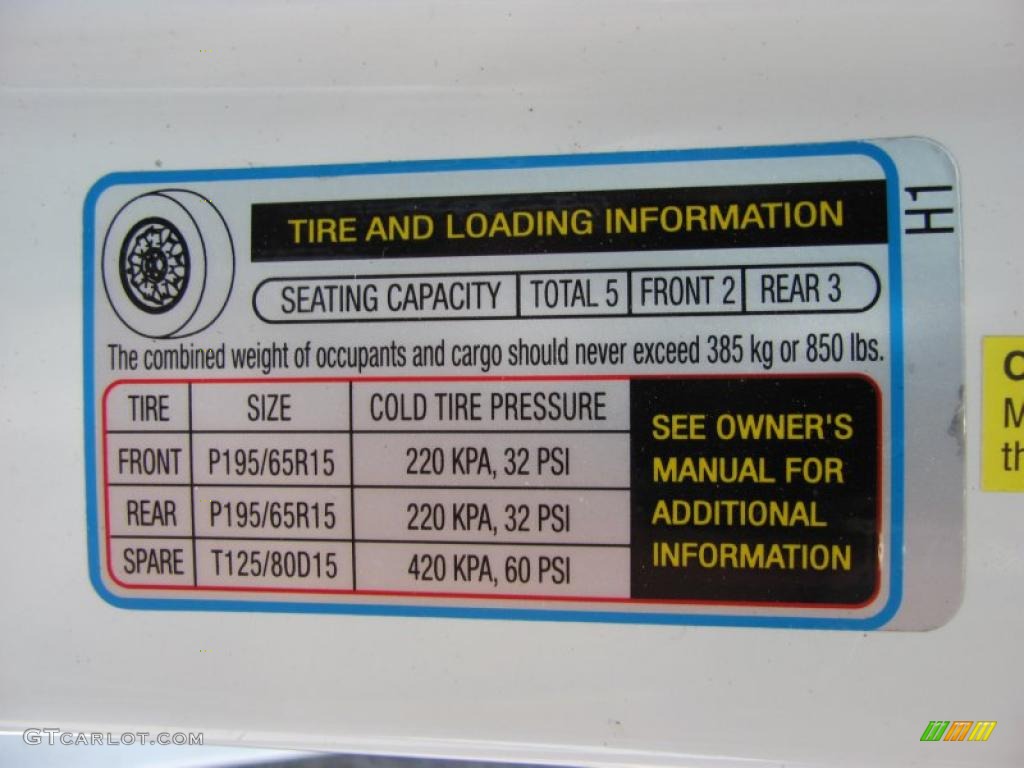 TIRE AND LOADING INFORMATION
H1
SEATING CAPACITY TOTAL 5 FRONT 2 REAR 3
The combined weight of occupants and cargo should never exceed 385 kg or 850 lbs.
TIRE SIZE COLD TIRE PRESSURE
FRONT P195/65R15 220 KPA, 32 PSI
REAR P195/65R15 220 KPA, 32 PSI
SPARE T125/80D15 420 KPA, 60 PSI
SEE OWNER'S
MANUAL FOR
ADDITIONAL
INFORMATION
GTCARLOT.COM